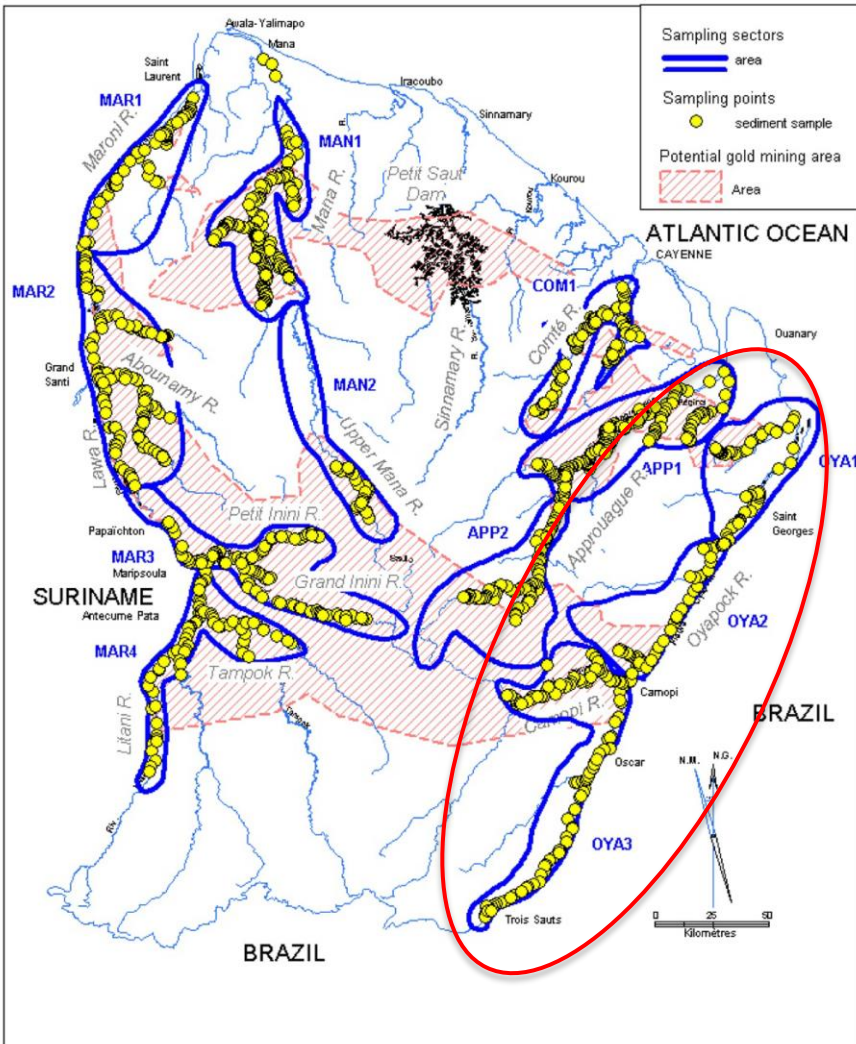 Awala-Yalimapo
Mana
Saint
Laurent
Iracoubo
Sinnamary
Kourou
MAR1
Maroni R.
MAN1
Mana R.
Petit Saut
Dam
Sampling sectors
area
Sampling points
sediment sample
Potential gold mining area
Area
ATLANTIC OCEAN
CAYENNE
MAR2
COM1
Comté R.
Ouanary
Grand
Santi
Abounamy R.
Sinnamary R.
MAN2
Lawa R.
Upper Mana R.
APP1
OYA1
Approuague R.
APP2
Saint
Georges
Petit Inini R.
Papaïchton
MAR3
Maripsoula
Grand Inini R.
SURINAME
Antecume Pata
OYA2
Oyapock R.
MAR4
Tampok R.
Camopi
Camopi R.
BRAZIL
Litani R.
Tampok
Oscar
N.M.
N.G.
OYA3
Trois Sauts
0 25 50
Kilomètres
BRAZIL